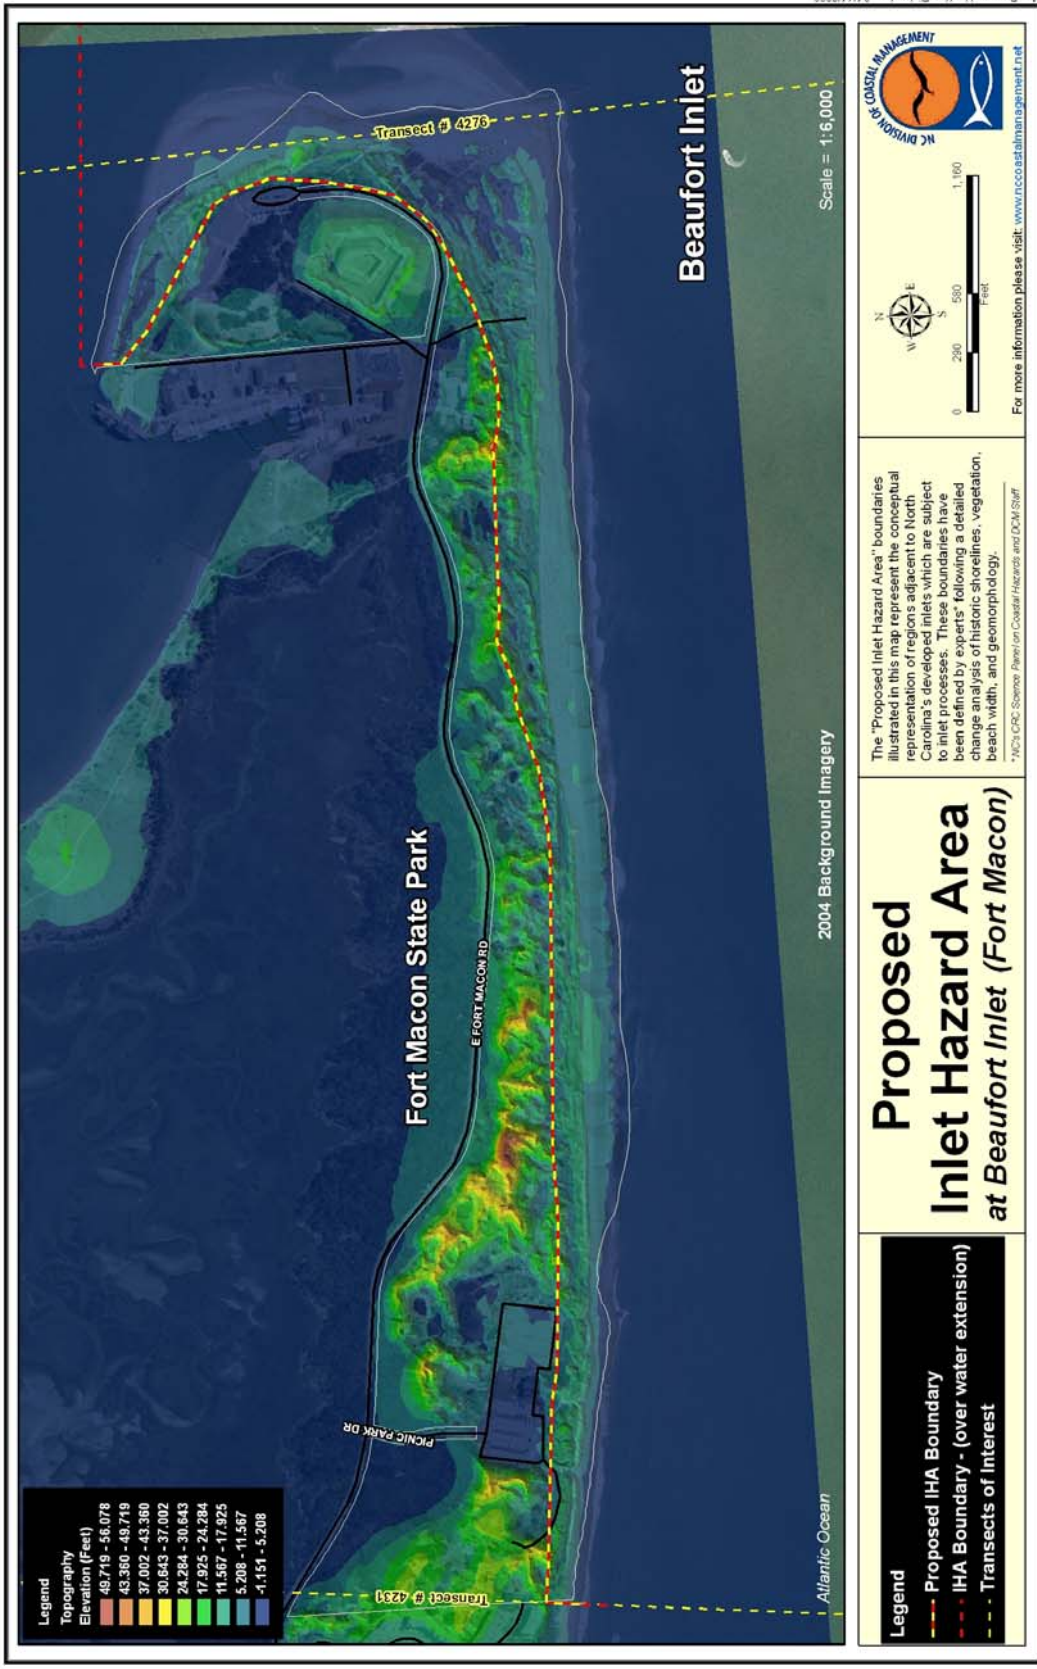 Legend
Topography
Elevation (Feet)
49.719 - 56.078
43.360 - 49.719
37.002 - 43.360
30.643 - 37.002
24.284 - 30.643
17.925 - 24.284
11.567 - 17.925
5.208 - 11.567
-1.151 - 5.208
Transect # 4231
PICNIC PARK DR
Fort Macon State Park
E FORT MACON RD
Transect # 4276
Beaufort Inlet
Atlantic Ocean
2004 Background Imagery
Scale = 1:6,000
Legend
Proposed IHA Boundary
IHA Boundary - (over water extension)
Transects of Interest
Proposed
Inlet Hazard Area
at Beaufort Inlet (Fort Macon)
The "Proposed Inlet Hazard Area" boundaries
illustrated in this map represent the conceptual
representation of regions adjacent to North
Carolina's developed inlets which are subject
to inlet processes. These boundaries have
been defined by experts* following a detailed
change analysis of historic shorelines, vegetation,
beach width, and geomorphology.
*NC's CRC Science Panel on Coastal Hazards and DCM Staff
N
W E
S
0 290 580 1,160
Feet
NC DIVISION OF COASTAL MANAGEMENT
For more information please visit: www.nccoastalmanagement.net